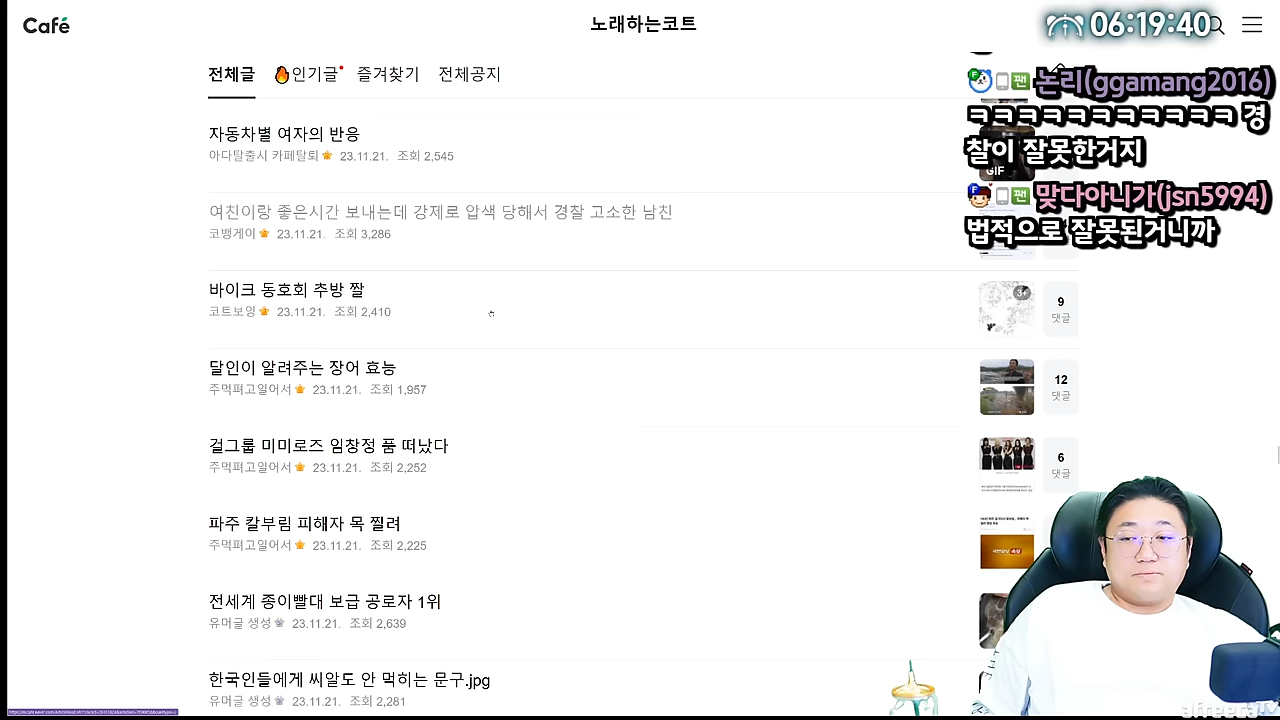 Café
노래하는코트
06:19:40
전체글 인기글 즐겨찾기 전체공지
논리(ggamang2016)
ㅋㅋㅋㅋㅋㅋㅋㅋㅋㅋㅋ 경
찰이 잘못한거지
맞다아니가(jsn5994)
법적으로 잘못된거니까
자동차별 여자의 반응
아다탈출시 카페탈퇴 23.11.21. 조회 2,545
GIF
여친이랑 좋은시간 보내는데 강제로 압색 당해서 경찰 고소한 남친
코뱅게이 23.11.21. 조회
바이크 동호회 추방 짤
코트보잉 23.11.21. 조회 2,410
3+
9
댓글
달인이 알려주는 장어 효능
주먹펴고일어서 23.11.21. 조회 1,957
12
댓글
걸그룹 미미로즈 임창정 품 떠났다
주먹펴고일어서 23.11.21. 조회 2,252
6
댓글
파주 칼부림 피해자 목 찔려
주먹펴고일어서 23.11.21. 조회 2,225
전세계 종이빨대 보급 공로자 1위
유머글 생성 23.11.21. 조회 2,639
한국인들에게 씨알도 안 먹히는 문구.jpg
유머글 생성 23.11.21. 조회 2,281
afreecaTV